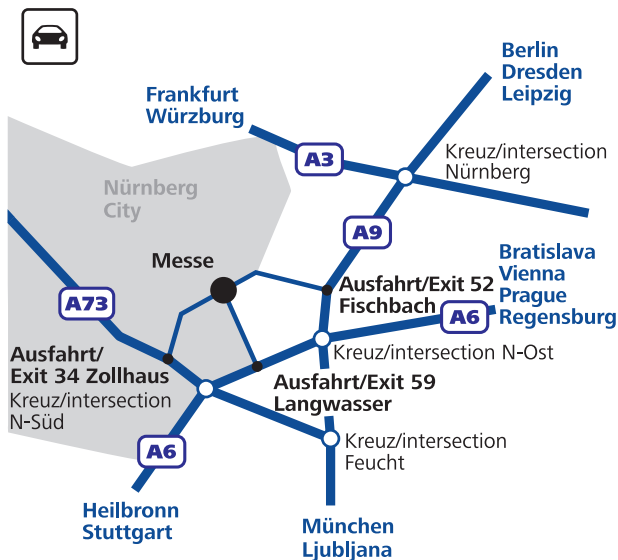 Berlin
Dresden
Leipzig
Frankfurt
Würzburg
A3
Kreuz/intersection
Nürnberg
Nürnberg
City
A9
Messe
Bratislava
Vienna
Prague
Regensburg
Ausfahrt/Exit 52
Fischbach
A73
A6
Ausfahrt/
Exit 34 Zollhaus
Kreuz/intersection
N-Süd
Kreuz/intersection N-Ost
Ausfahrt/Exit 59
Langwasser
A6
Kreuz/intersection
Feucht
Heilbronn
Stuttgart
München
Ljubljana